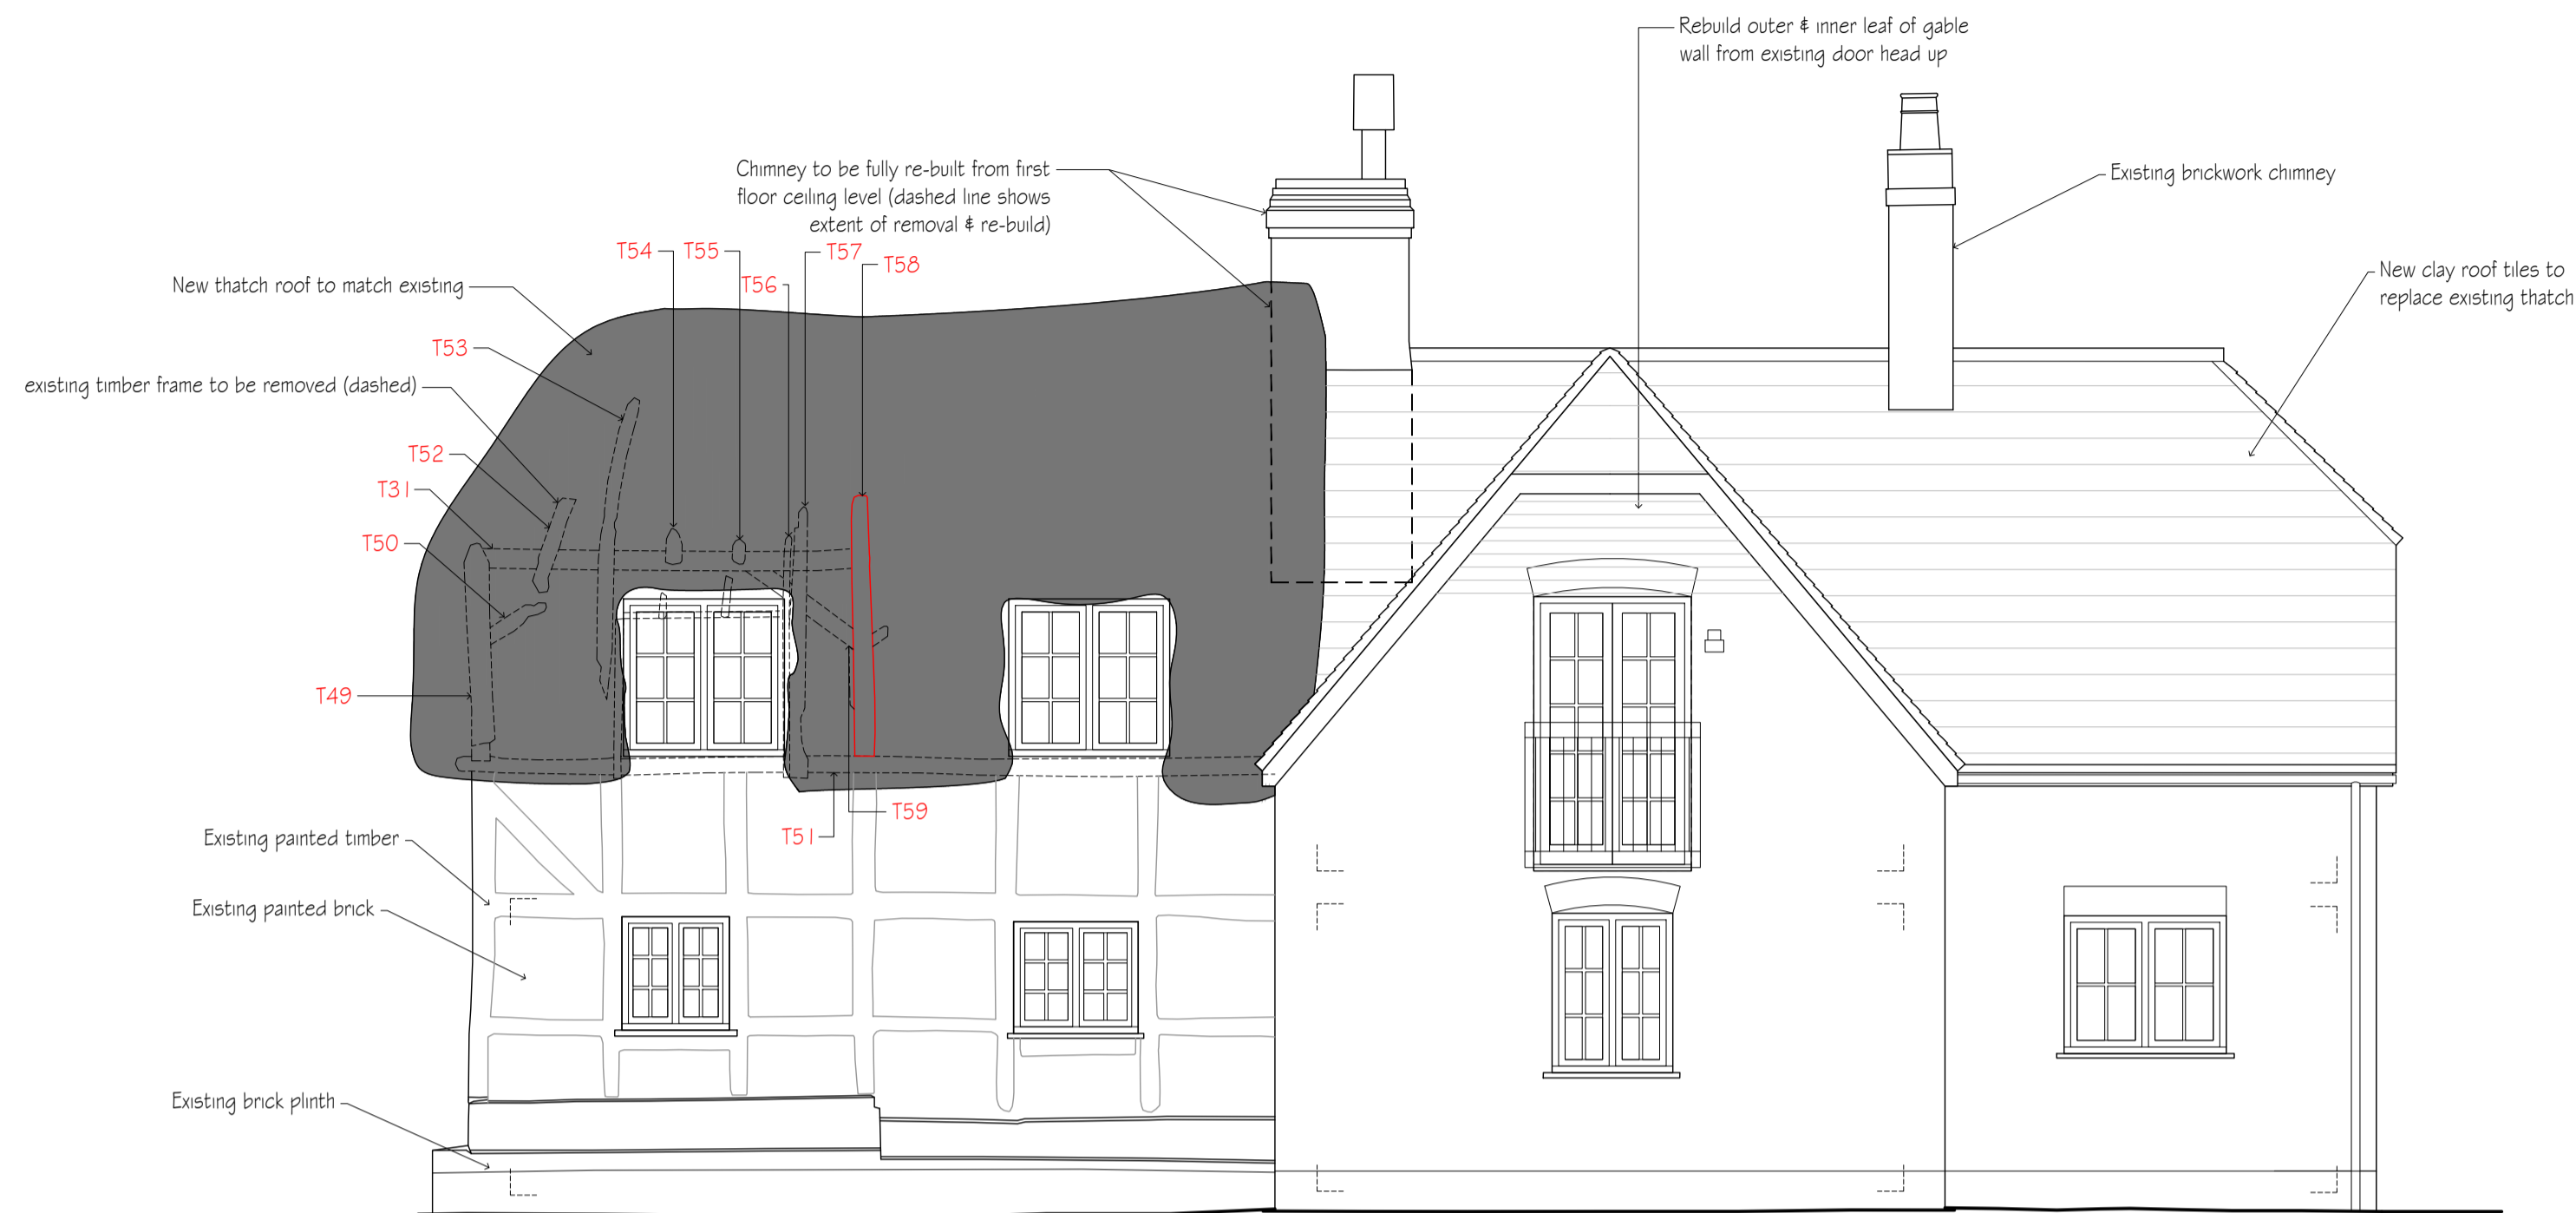 Rebuild outer & inner leaf of gable
wall from existing door head up
Chimney to be fully re-built from first
floor ceiling level (dashed line shows
extent of removal & re-build)
Existing brickwork chimney
New clay roof tiles to
replace existing thatch
T54
T55
T56
T57
T58
New thatch roof to match existing
T53
existing timber frame to be removed (dashed)
T52
T31
T50
T49
T59
T51
Existing painted timber
Existing painted brick
Existing brick plinth